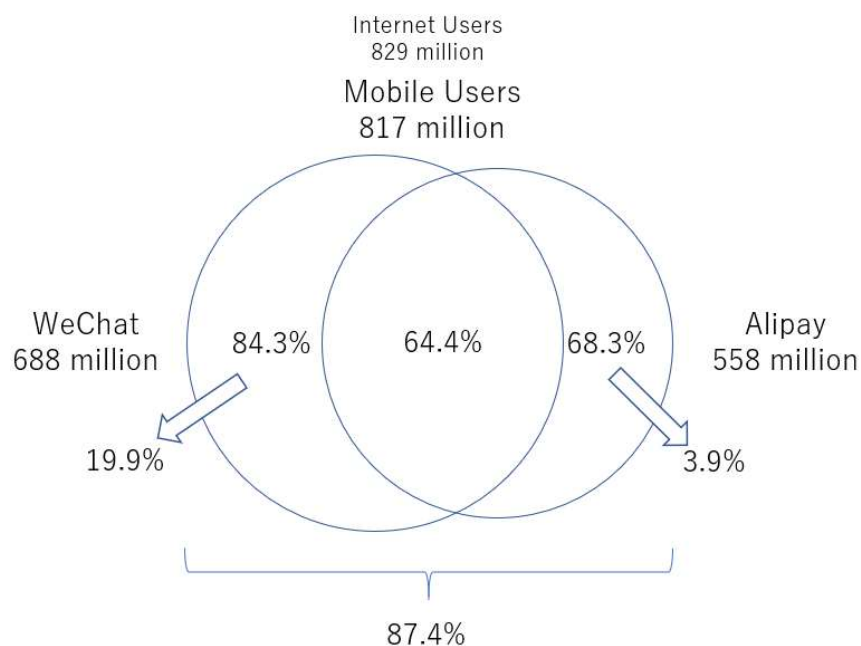 Internet Users
829 million
Mobile Users
817 million
WeChat
688 million
84.3%
64.4%
68.3%
Alipay
558 million
19.9%
3.9%
87.4%